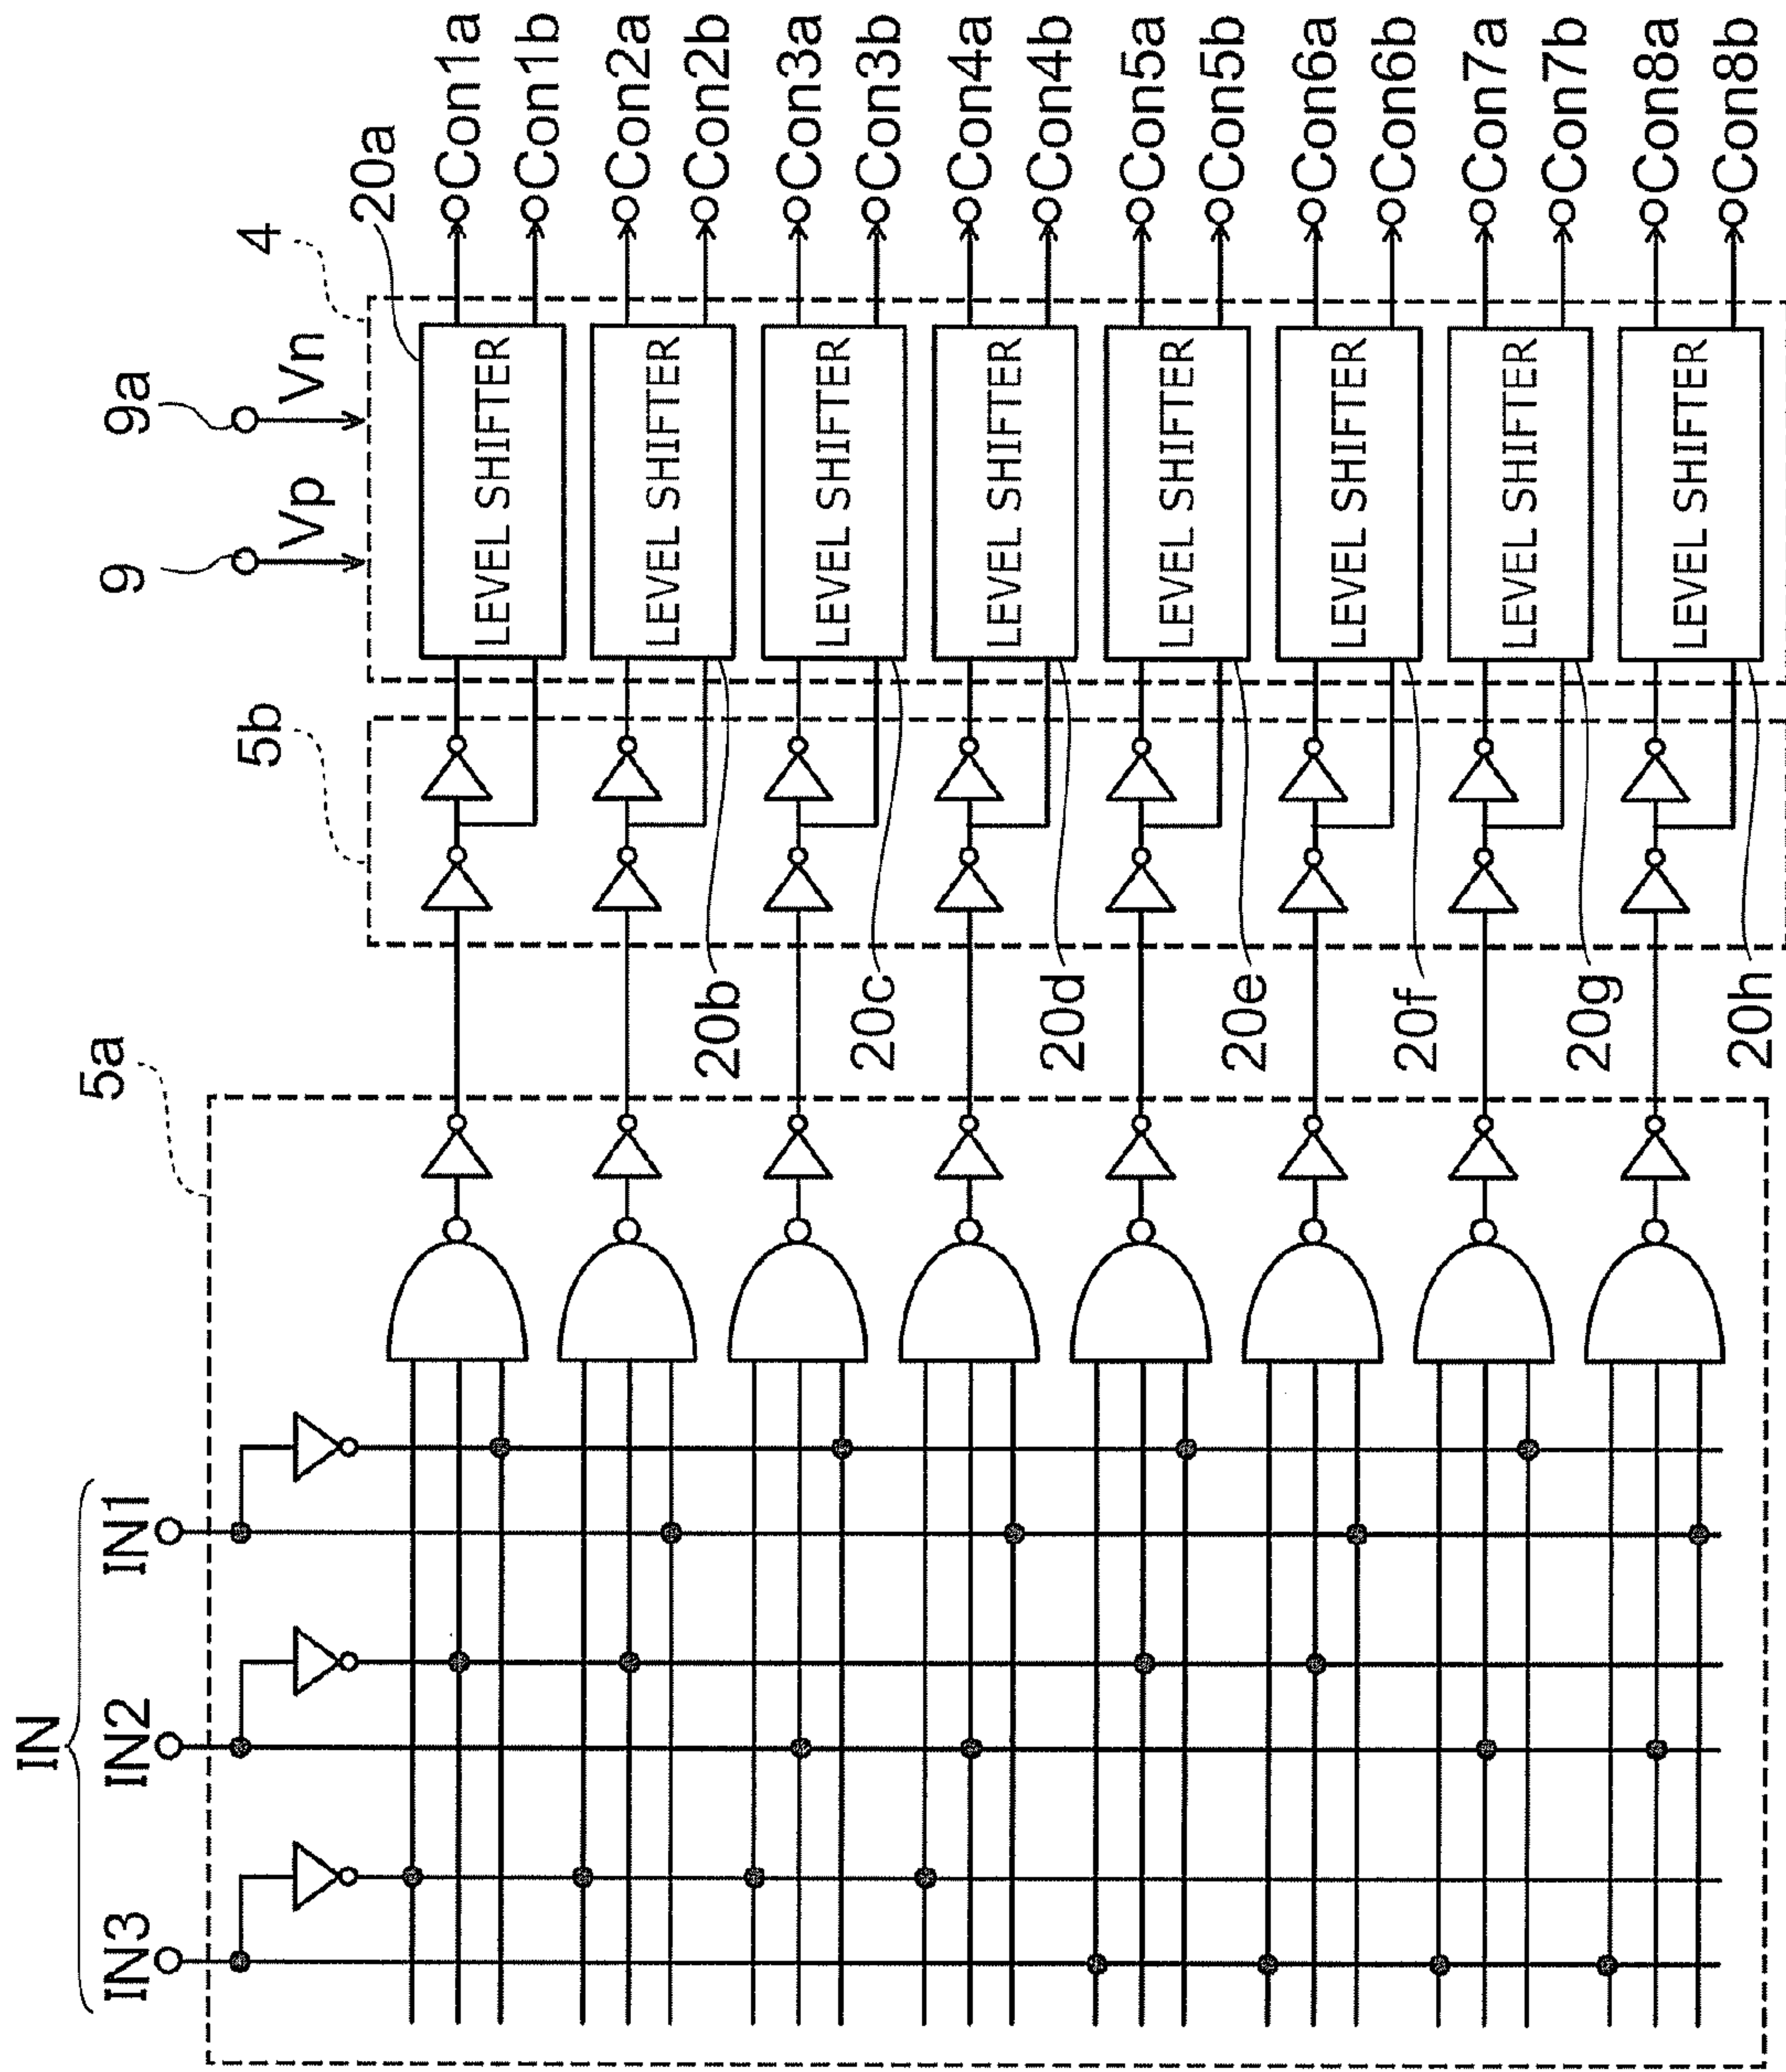 IN
IN3
IN2
IN1
5a
5b
9
Vp
9a
Vn
4
20a
LEVEL SHIFTER
Con1a
Con1b
20b
LEVEL SHIFTER
Con2a
Con2b
20c
LEVEL SHIFTER
Con3a
Con3b
20d
LEVEL SHIFTER
Con4a
Con4b
20e
LEVEL SHIFTER
Con5a
Con5b
20f
LEVEL SHIFTER
Con6a
Con6b
20g
LEVEL SHIFTER
Con7a
Con7b
20h
LEVEL SHIFTER
Con8a
Con8b